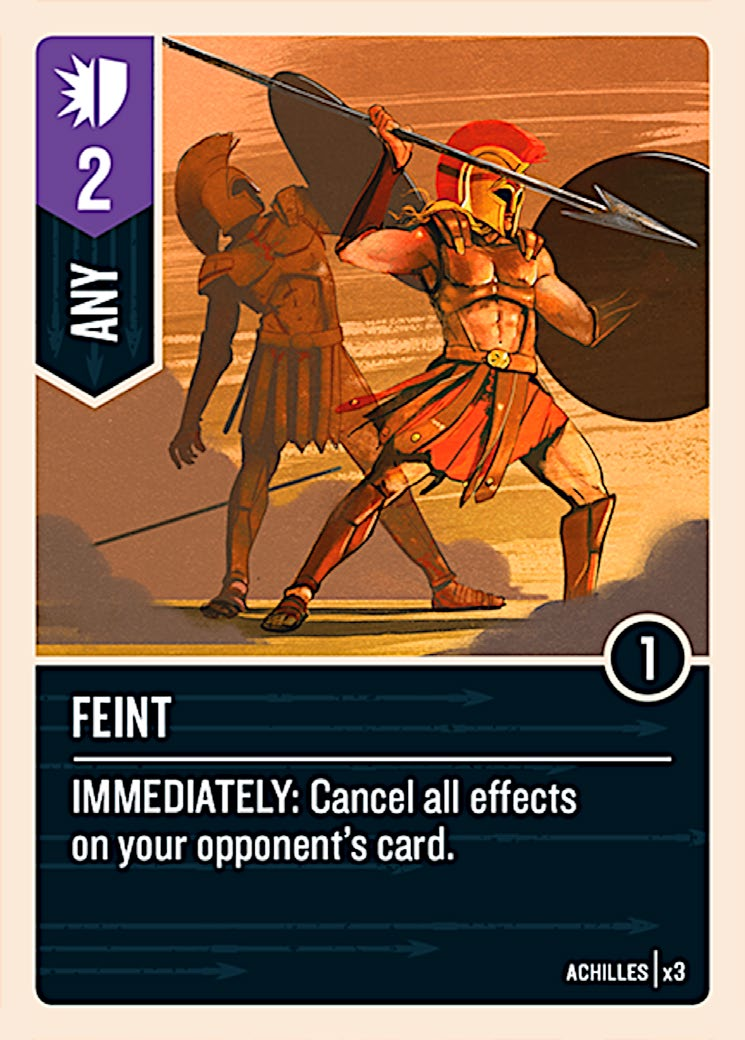 2
ANY
1
FEINT
IMMEDIATELY: Cancel all effects
on your opponent's card.
ACHILLES | x3